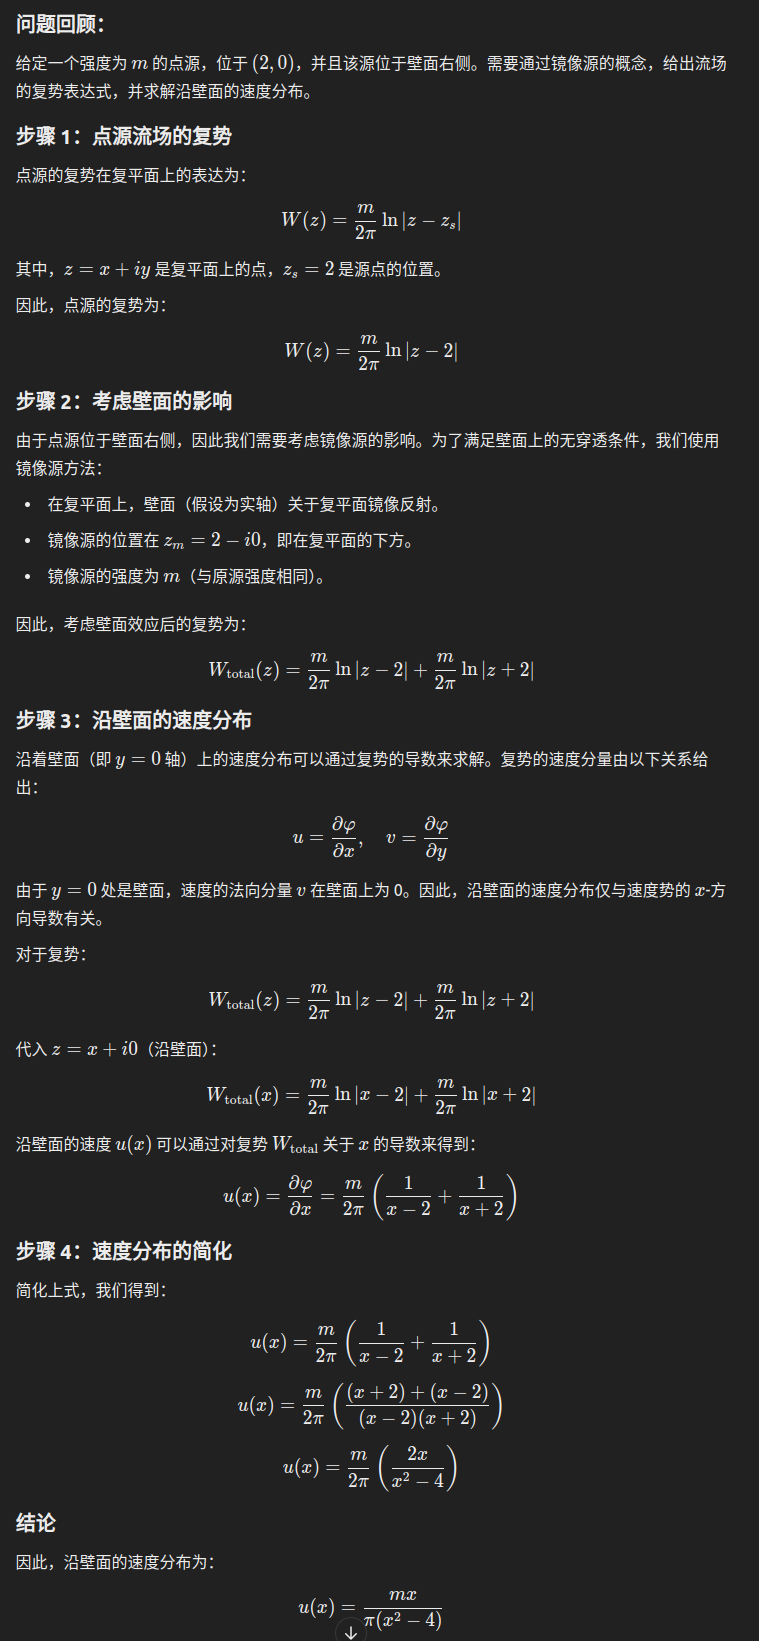 问题回顾：
给定一个强度为 m 的点源，位于 (2, 0)，并且该源位于壁面右侧。需要通过镜像源的概念，给出流场
的复势表达式，并求解沿壁面的速度分布。
步骤 1：点源流场的复势
点源的复势在复平面上的表达为：
W(z) = \frac{m}{2\pi} \ln|z - z_s|
其中，z = x + iy 是复平面上的点，z_s = 2 是源点的位置。
因此，点源的复势为：
W(z) = \frac{m}{2\pi} \ln|z - 2|
步骤 2：考虑壁面的影响
由于点源位于壁面右侧，因此我们需要考虑镜像源的影响。为了满足壁面上的无穿透条件，我们使用
镜像源方法：
• 在复平面上，壁面（假设为实轴）关于复平面镜像反射。
• 镜像源的位置在 z_m = 2 - i0，即在复平面的下方。
• 镜像源的强度为 m（与原源强度相同）。
因此，考虑壁面效应后的复势为：
W_{\text{total}}(z) = \frac{m}{2\pi} \ln|z - 2| + \frac{m}{2\pi} \ln|z + 2|
步骤 3：沿壁面的速度分布
沿着壁面（即 y = 0 轴）上的速度分布可以通过复势的导数来求解。复势的速度分量由以下关系给
出：
u = \frac{\partial \varphi}{\partial x}, \quad v = \frac{\partial \varphi}{\partial y}
由于 y = 0 处是壁面，速度的法向分量 v 在壁面上为 0。因此，沿壁面的速度分布仅与速度势的 x-方
向导数有关。
对于复势：
W_{\text{total}}(z) = \frac{m}{2\pi} \ln|z - 2| + \frac{m}{2\pi} \ln|z + 2|
代入 z = x + i0（沿壁面）：
W_{\text{total}}(x) = \frac{m}{2\pi} \ln|x - 2| + \frac{m}{2\pi} \ln|x + 2|
沿壁面的速度 u(x) 可以通过对复势 W_{\text{total}} 关于 x 的导数来得到：
u(x) = \frac{\partial \varphi}{\partial x} = \frac{m}{2\pi} \left( \frac{1}{x - 2} + \frac{1}{x + 2} \right)
步骤 4：速度分布的简化
简化上式，我们得到：
u(x) = \frac{m}{2\pi} \left( \frac{1}{x - 2} + \frac{1}{x + 2} \right)
u(x) = \frac{m}{2\pi} \left( \frac{(x + 2) + (x - 2)}{(x - 2)(x + 2)} \right)
u(x) = \frac{m}{2\pi} \left( \frac{2x}{x^2 - 4} \right)
结论
因此，沿壁面的速度分布为：
u(x) = \frac{mx}{\pi(x^2 - 4)}